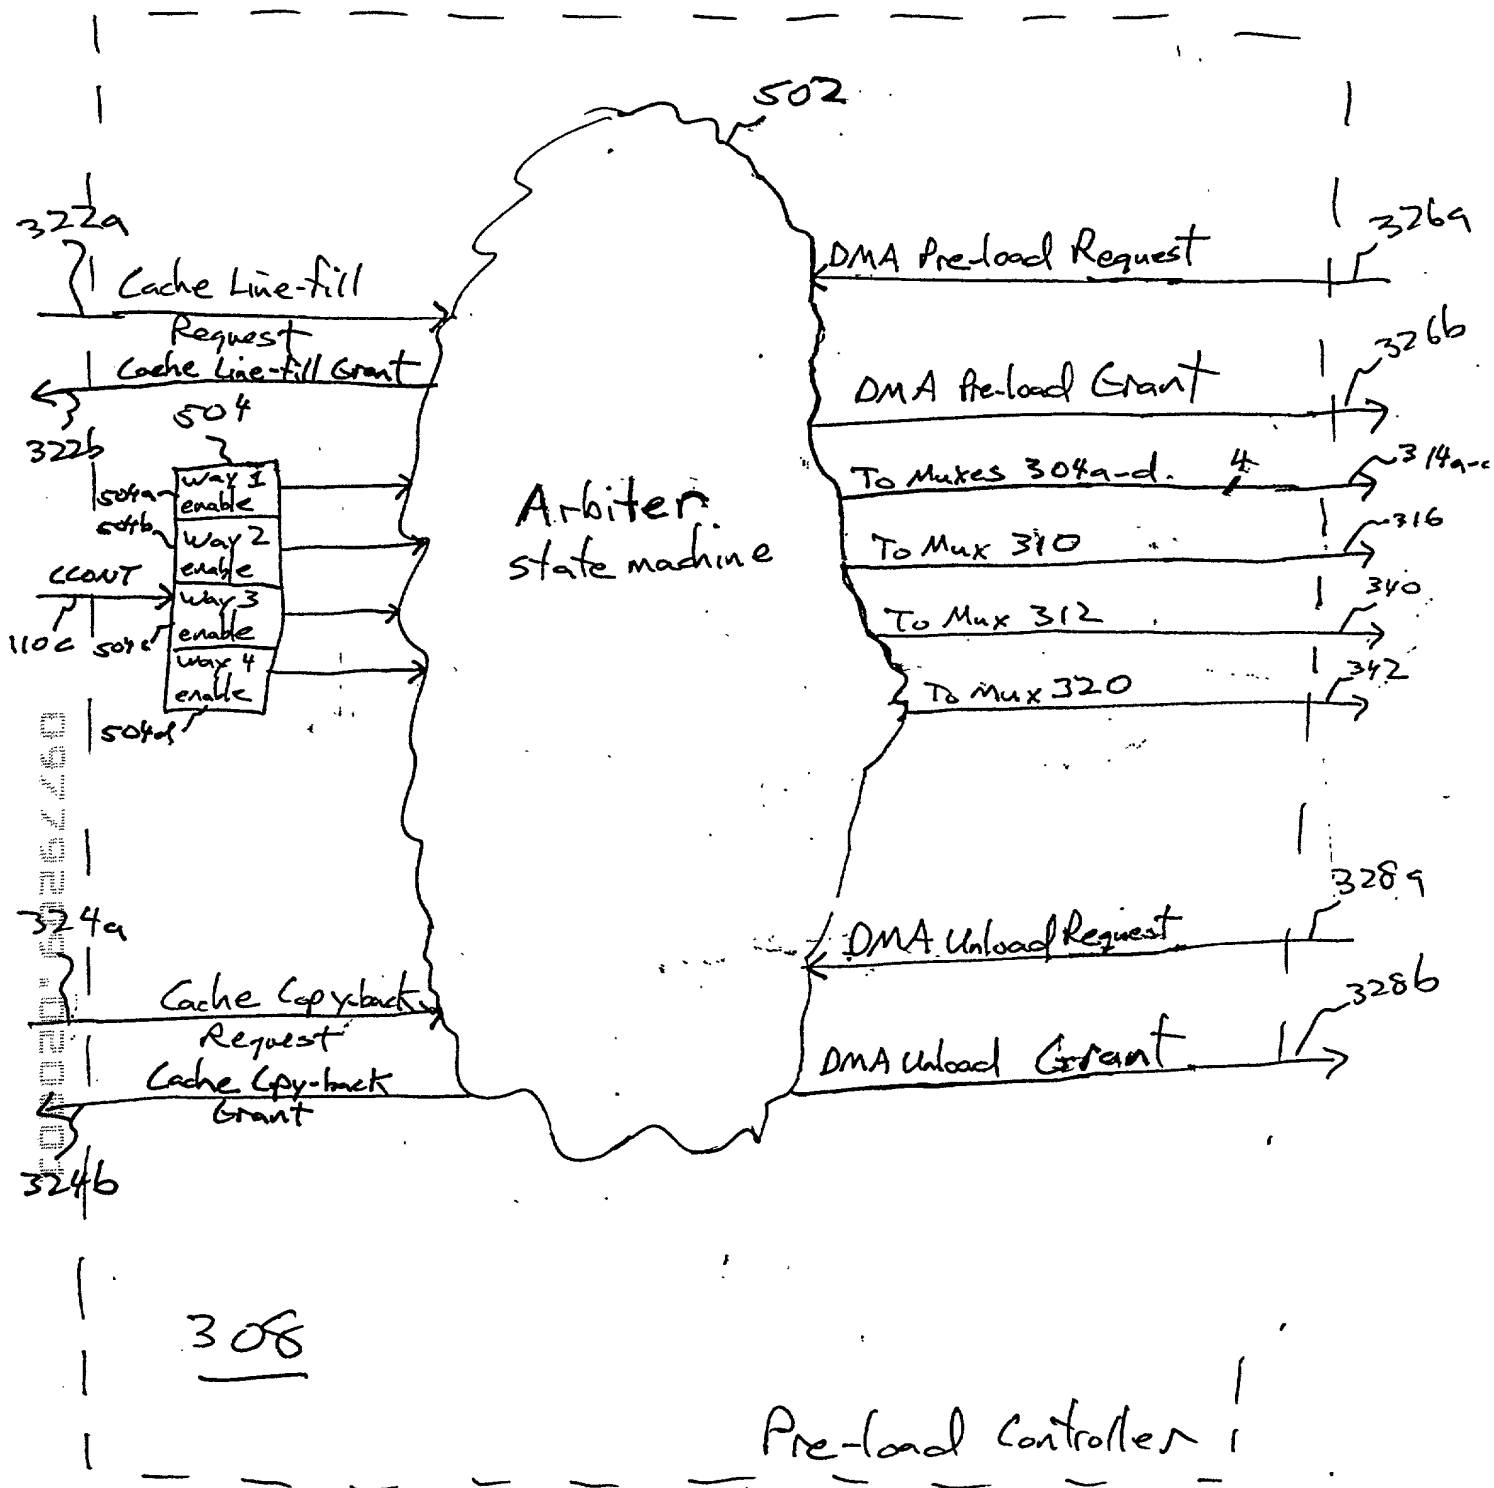 502
322a
Cache Line-fill
Request
Cache Line-fill Grant
322b
504
504a
Way 1
enable
504b
Way 2
enable
CCONT
110c
504c
Way 3
enable
Way 4
enable
504d
Arbiter
state machine
DMA Pre-load Request
326a
DMA Pre-load Grant
326b
To Muxes 304a-d.
4
314a-
To Mux 310
316
To Mux 312
340
To Mux 320
342
324a
Cache Copy-back
Request
Cache Cpy-back
Grant
324b
DMA Unload Request
328a
DMA Unload Grant
328b
308
Pre-load Controller